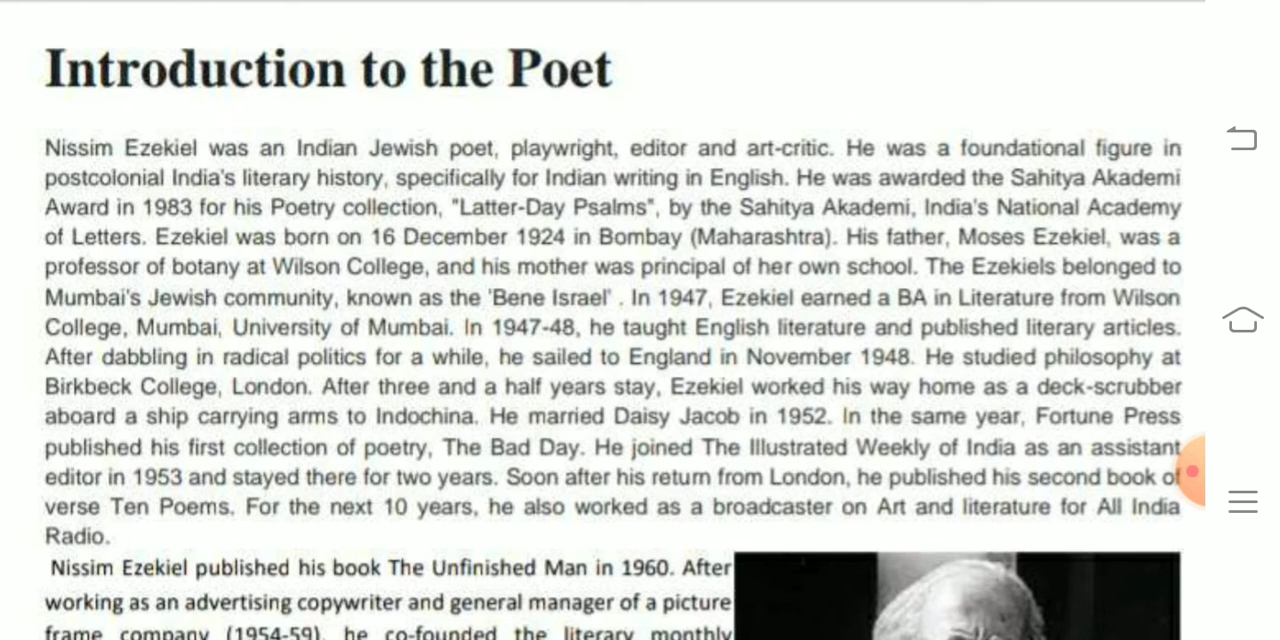 Introduction to the Poet
Nissim Ezekiel was an Indian Jewish poet, playwright, editor and art-critic. He was a foundational figure in
postcolonial India's literary history, specifically for Indian writing in English. He was awarded the Sahitya Akademi
Award in 1983 for his Poetry collection, "Latter-Day Psalms", by the Sahitya Akademi, India's National Academy
of Letters. Ezekiel was born on 16 December 1924 in Bombay (Maharashtra). His father, Moses Ezekiel, was a
professor of botany at Wilson College, and his mother was principal of her own school. The Ezekiels belonged to
Mumbai's Jewish community, known as the 'Bene Israel' . In 1947, Ezekiel earned a BA in Literature from Wilson
College, Mumbai, University of Mumbai. In 1947-48, he taught English literature and published literary articles.
After dabbling in radical politics for a while, he sailed to England in November 1948. He studied philosophy at
Birkbeck College, London. After three and a half years stay, Ezekiel worked his way home as a deck-scrubber
aboard a ship carrying arms to Indochina. He married Daisy Jacob in 1952. In the same year, Fortune Press
published his first collection of poetry, The Bad Day. He joined The Illustrated Weekly of India as an assistant
editor in 1953 and stayed there for two years. Soon after his return from London, he published his second book of
verse Ten Poems. For the next 10 years, he also worked as a broadcaster on Art and literature for All India
Radio.
Nissim Ezekiel published his book The Unfinished Man in 1960. After
working as an advertising copywriter and general manager of a picture
frame company (1954-59), he co-founded the literary monthly